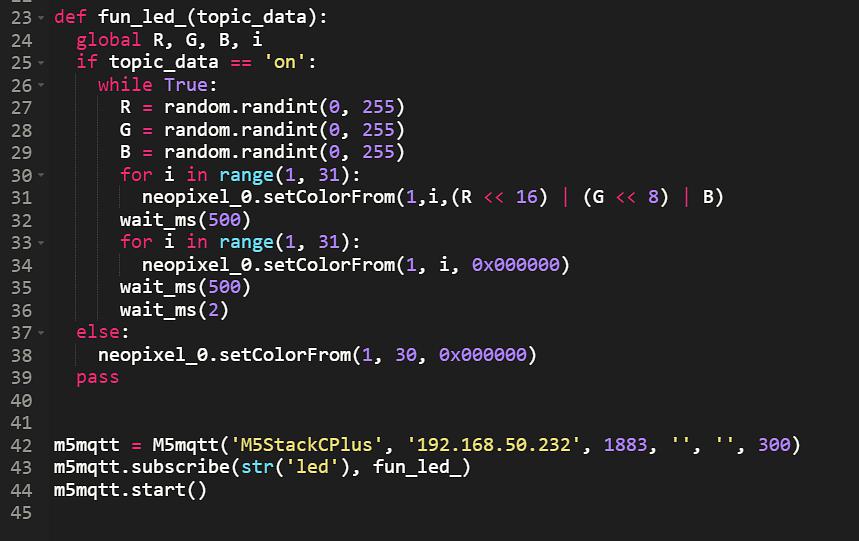 23 def fun_led_(topic_data):
24   global R, G, B, i
25   if topic_data == 'on':
26     while True:
27       R = random.randint(0, 255)
28       G = random.randint(0, 255)
29       B = random.randint(0, 255)
30       for i in range(1, 31):
31         neopixel_0.setColorFrom(1,i,(R << 16) | (G << 8) | B)
32       wait_ms(500)
33       for i in range(1, 31):
34         neopixel_0.setColorFrom(1, i, 0x000000)
35       wait_ms(500)
36       wait_ms(2)
37   else:
38     neopixel_0.setColorFrom(1, 30, 0x000000)
39   pass
40
41
42 m5mqtt = M5mqtt('M5StackCPlus', '192.168.50.232', 1883, '', '', 300)
43 m5mqtt.subscribe(str('led'), fun_led_)
44 m5mqtt.start()
45